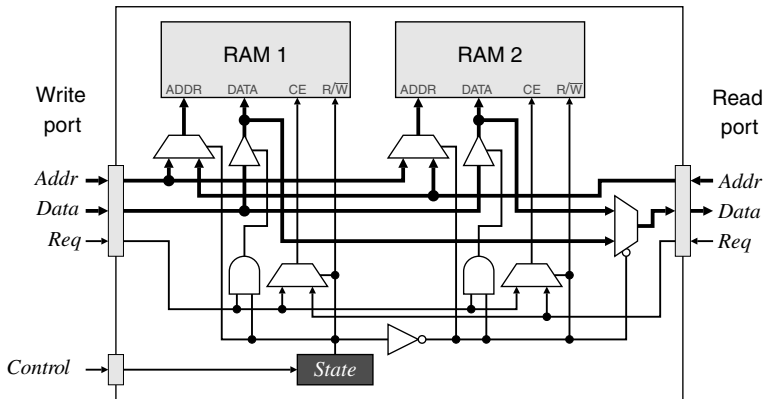 RAM 1
RAM 2
ADDR DATA CE R/W̅
ADDR DATA CE R/W̅
Write
port
Read
port
Addr
Data
Req
Addr
Data
Req
Control
State